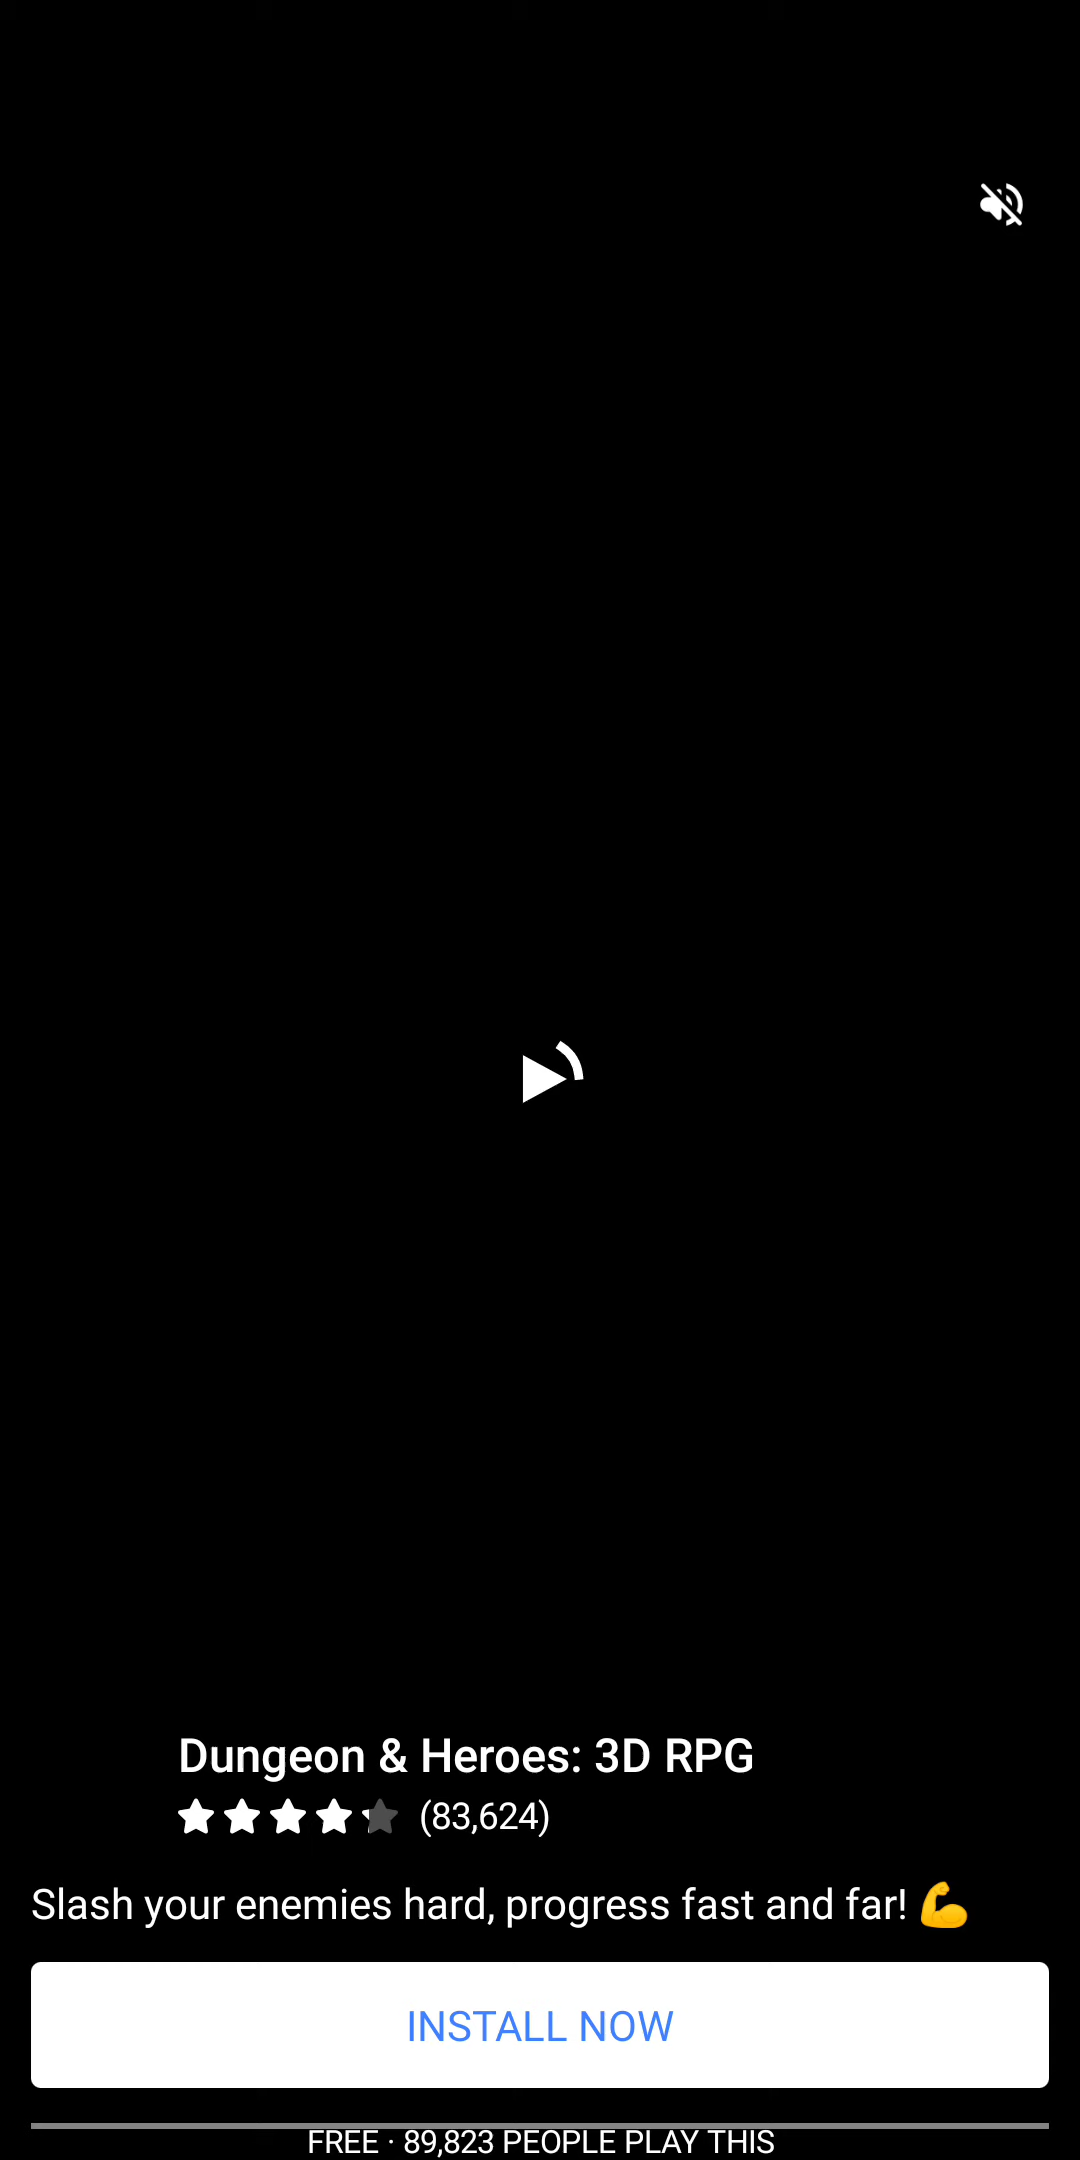 Dungeon & Heroes: 3D RPG
(83,624)
Slash your enemies hard, progress fast and far! 💪
INSTALL NOW
FREE · 89,823 PEOPLE PLAY THIS